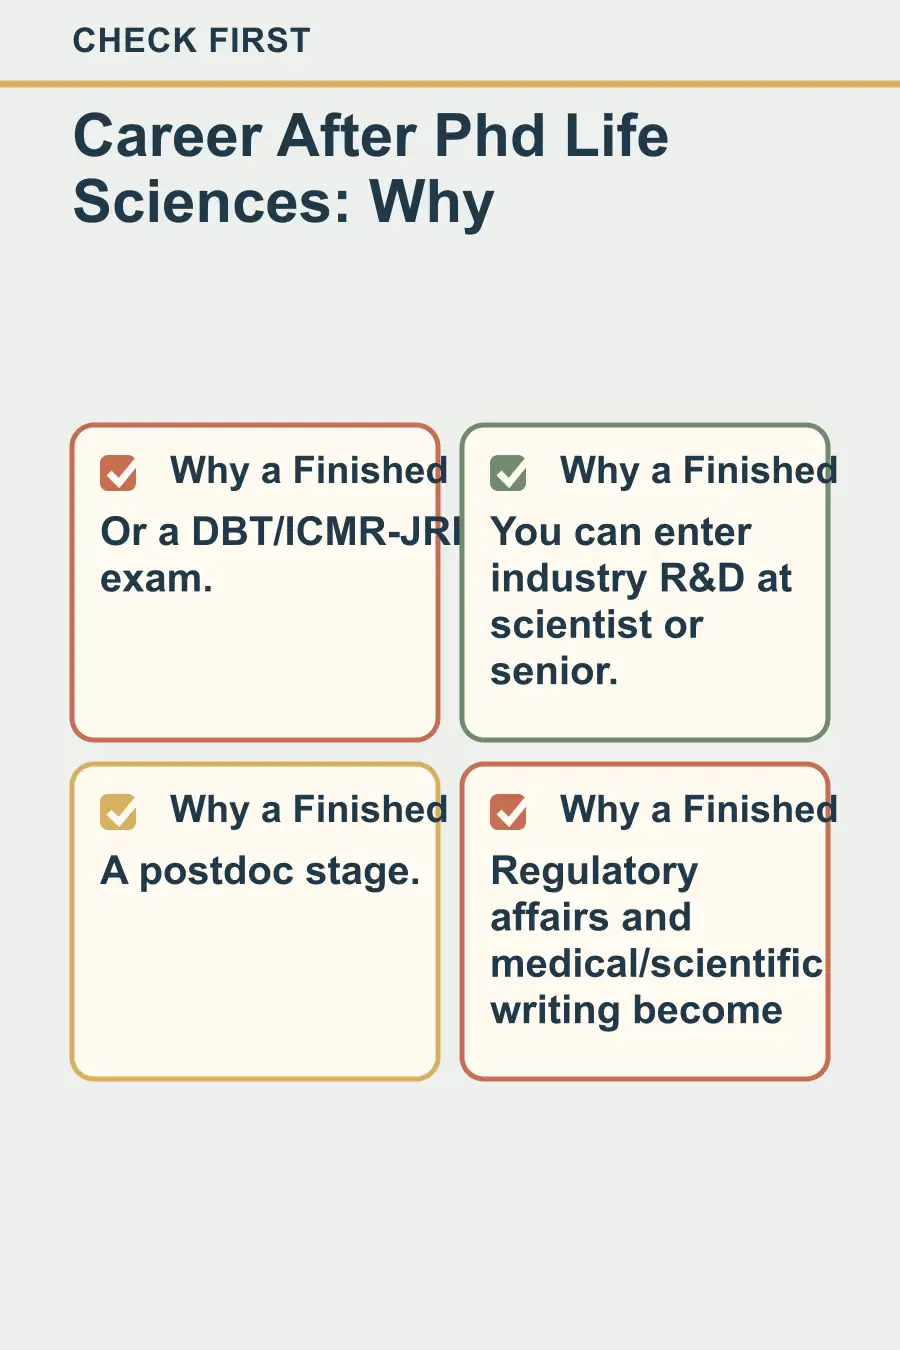 CHECK FIRST
Career After Phd Life
Sciences: Why
Why a Finished
Or a DBT/ICMR-JRF
exam.
Why a Finished
You can enter
industry R&D at
scientist or
senior.
Why a Finished
A postdoc stage.
Why a Finished
Regulatory
affairs and
medical/scientific
writing become